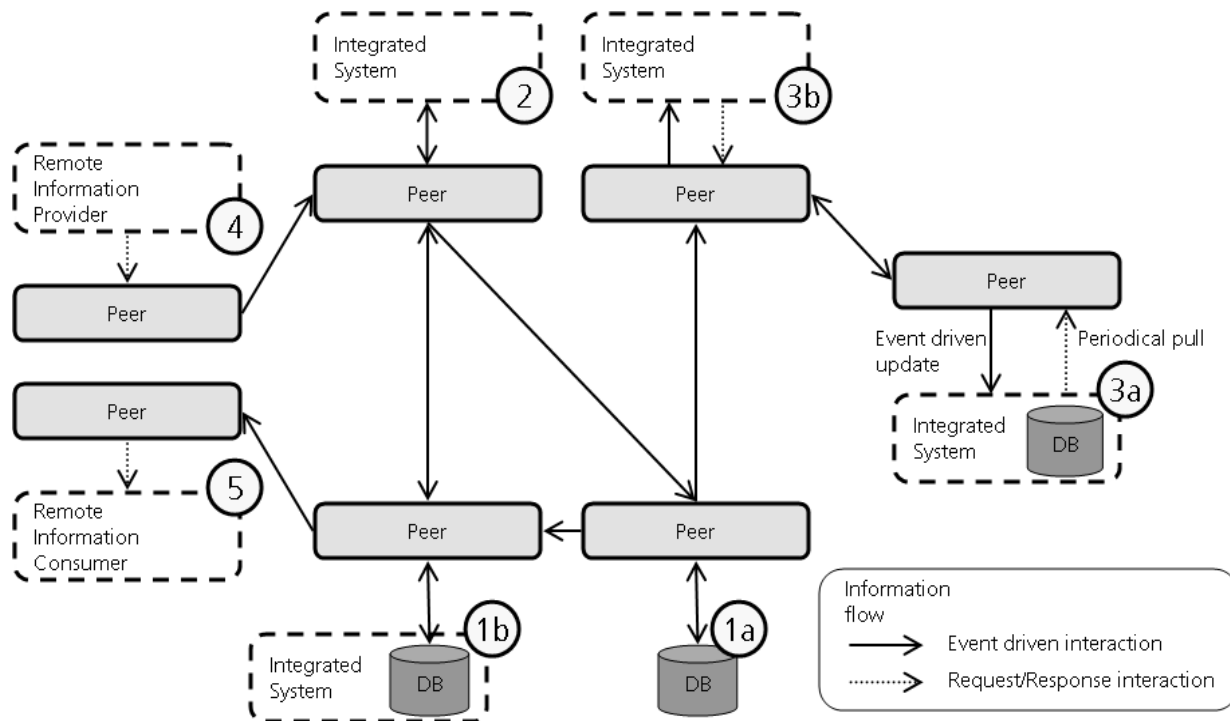 Integrated
System
2
Integrated
System
3b
Remote
Information
Provider
4
Peer
Peer
Peer
Peer
Event driven
update
Periodical pull
3a
Integrated
System
DB
Peer
5
Remote
Information
Consumer
Peer
Peer
1b
Integrated
System
DB
1a
DB
Information
flow
Event driven interaction
Request/Response interaction